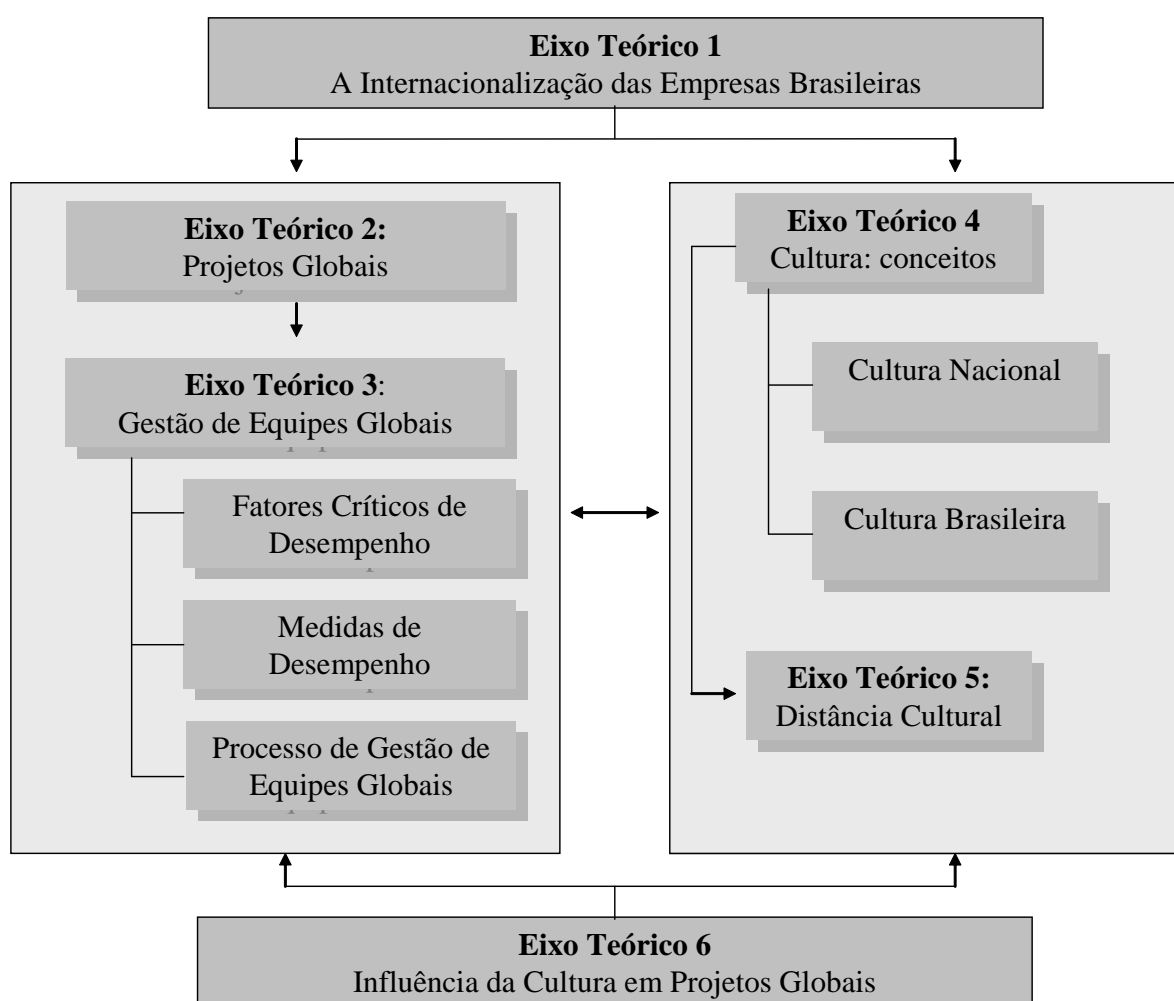 Eixo Teórico 1
A Internacionalização das Empresas Brasileiras
Eixo Teórico 2:
Projetos Globais
Eixo Teórico 3:
Gestão de Equipes Globais
Fatores Críticos de
Desempenho
Medidas de
Desempenho
Processo de Gestão de
Equipes Globais
Eixo Teórico 4
Cultura: conceitos
Cultura Nacional
Cultura Brasileira
Eixo Teórico 5:
Distância Cultural
Eixo Teórico 6
Influência da Cultura em Projetos Globais